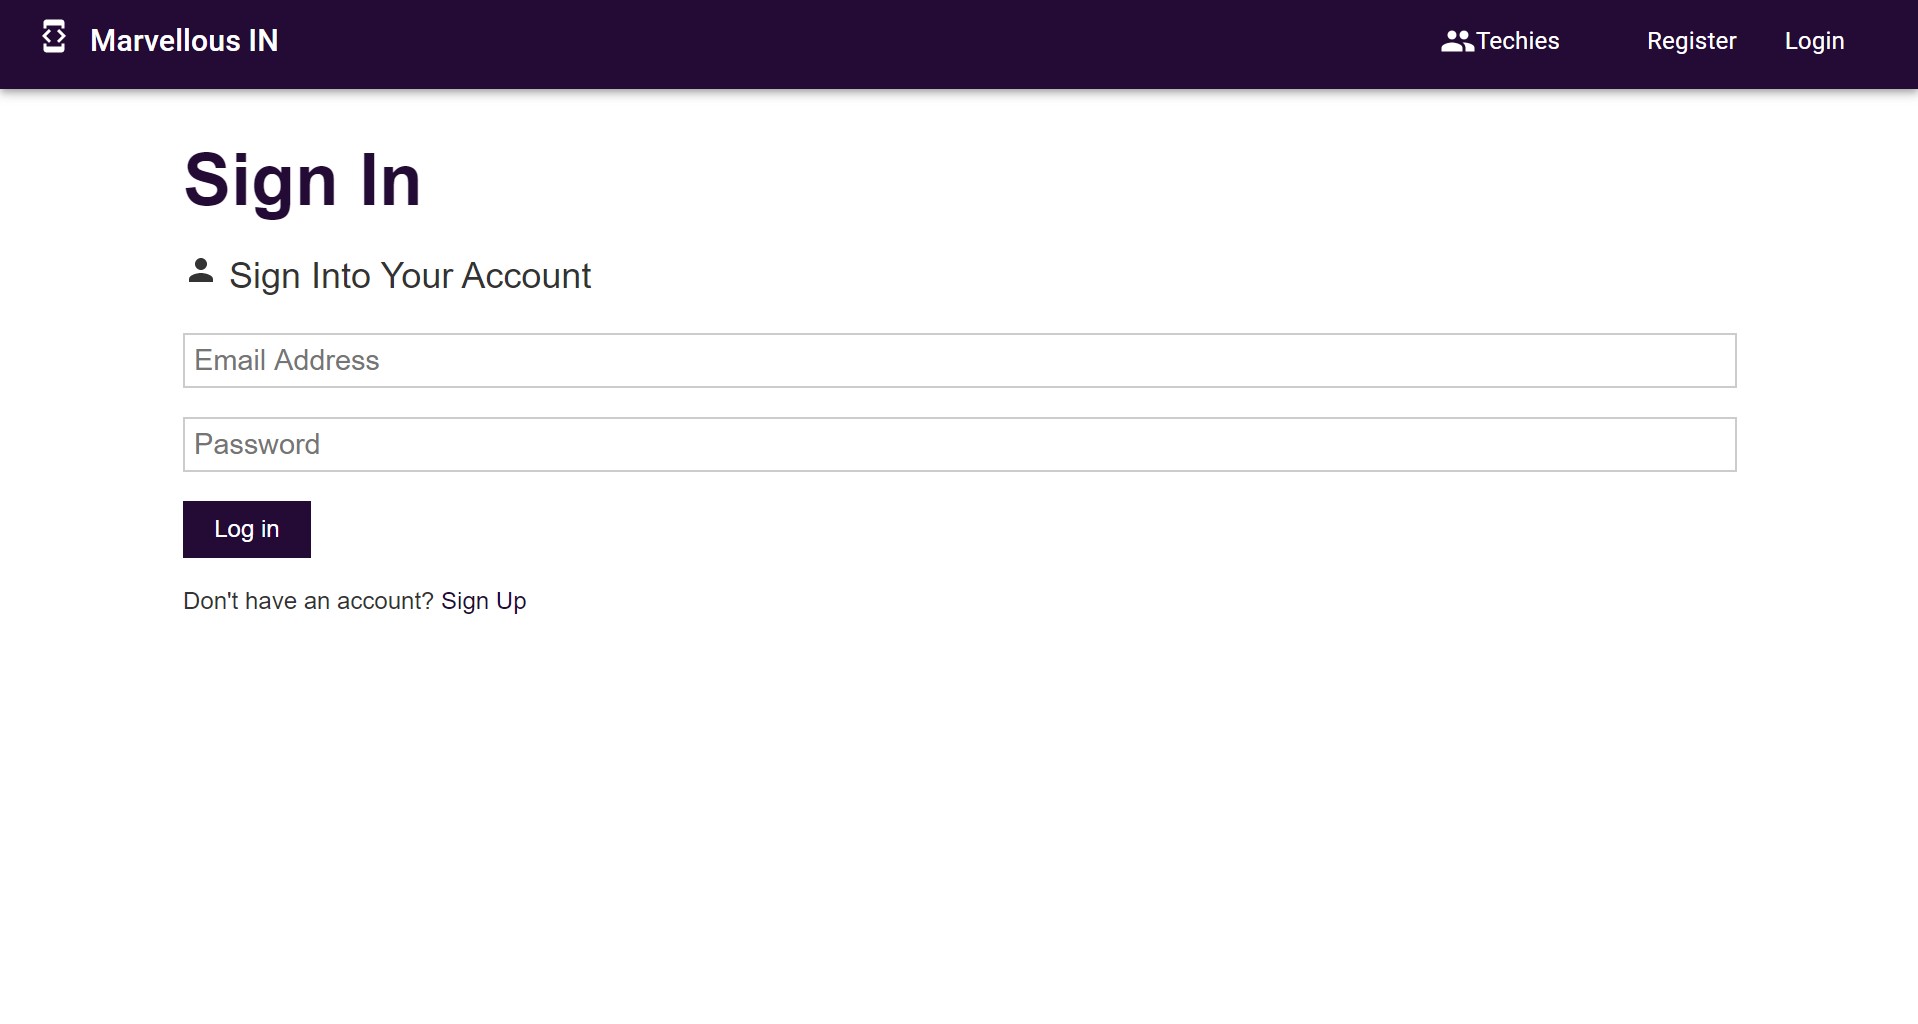 Marvellous IN
Techies
Register
Login
Sign In
Sign Into Your Account
Email Address
Password
Log in
Don't have an account? Sign Up